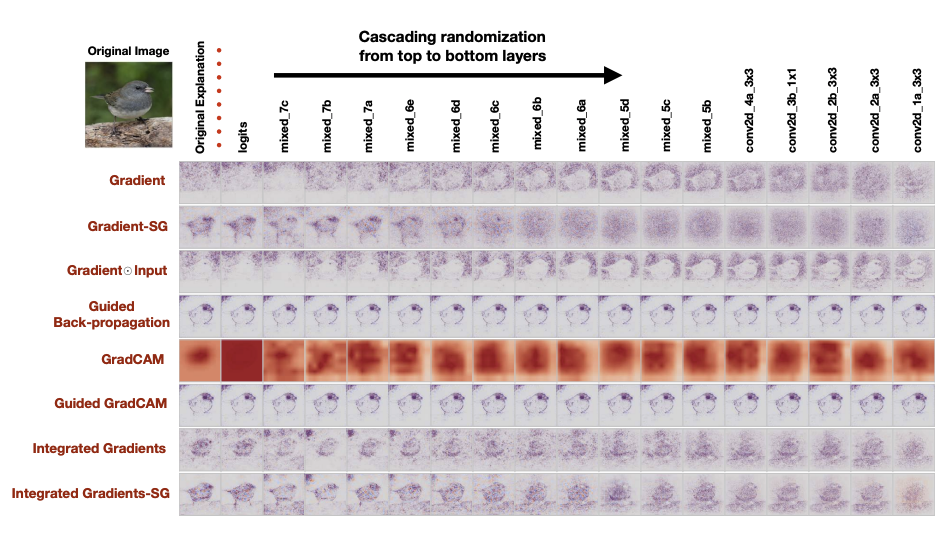 Cascading randomization
from top to bottom layers
Original Image
Original Explanation
logits
mixed_7c
mixed_7b
mixed_7a
mixed_6e
mixed_6d
mixed_6c
mixed_6b
mixed_6a
mixed_5d
mixed_5c
mixed_5b
conv2d_4a_3x3
conv2d_3b_1x1
conv2d_2b_3x3
conv2d_2a_3x3
conv2d_1a_3x3
Gradient
Gradient-SG
Gradient⊙Input
Guided
Back-propagation
GradCAM
Guided GradCAM
Integrated Gradients
Integrated Gradients-SG